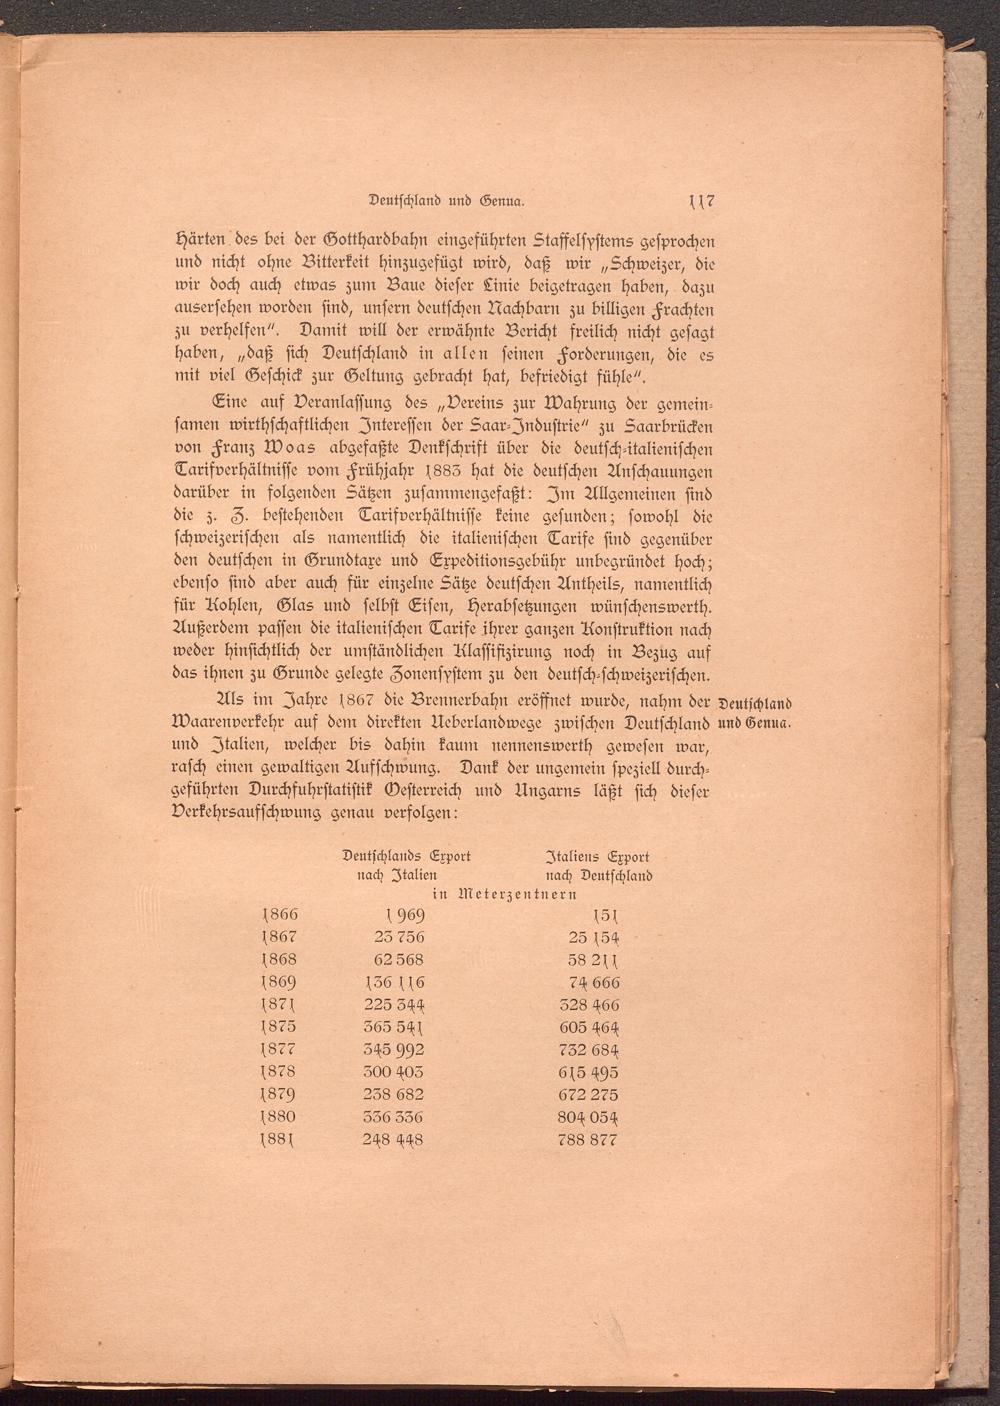 Deutschland und Genua. 117
Härten des bei der Gotthardbahn eingeführten Staffelsystems gesprochen
und nicht ohne Bitterkeit hinzugefügt wird, daß wir „Schweizer, die
wir doch auch etwas zum Baue dieser Linie beigetragen haben, dazu
ausersehen worden sind, unsern deutschen Nachbarn zu billigen Frachten
zu verhelfen“. Damit will der erwähnte Bericht freilich nicht gesagt
haben, „daß sich Deutschland in allen seinen Forderungen, die es
mit viel Geschick zur Geltung gebracht hat, befriedigt fühle“.
Eine auf Veranlassung des „Vereins zur Wahrung der gemein-
samen wirthschaftlichen Interessen der Saar-Industrie“ zu Saarbrücken
von Franz Woas abgefaßte Denkschrift über die deutsch-italienischen
Tarifverhältnisse vom Frühjahr 1883 hat die deutschen Anschauungen
darüber in folgenden Sätzen zusammengefaßt: Im Allgemeinen sind
die z. Z. bestehenden Tarifverhältnisse keine gesunden; sowohl die
schweizerischen als namentlich die italienischen Tarife sind gegenüber
den deutschen in Grundtaxe und Expeditionsgebühr unbegründet hoch;
ebenso sind aber auch für einzelne Sätze deutschen Antheils, namentlich
für Kohlen, Glas und selbst Eisen, Herabsetzungen wünschenswerth.
Außerdem passen die italienischen Tarife ihrer ganzen Konstruktion nach
weder hinsichtlich der umständlichen Klassifizirung noch in Bezug auf
das ihnen zu Grunde gelegte Zonensystem zu den deutsch-schweizerischen.
Als im Jahre 1867 die Brennerbahn eröffnet wurde, nahm der Deutschland
Waarenverkehr auf dem direkten Ueberlandwege zwischen Deutschland und Genua.
und Italien, welcher bis dahin kaum nennenswerth gewesen war,
rasch einen gewaltigen Aufschwung. Dank der ungemein speziell durch-
geführten Durchfuhrstatistik Oesterreich und Ungarns läßt sich dieser
Verkehrsaufschwung genau verfolgen:
Deutschlands Export Italiens Export
nach Italien nach Deutschland
in Meterzentnern
1866 1 969 151
1867 23 756 25 154
1868 62 568 58 211
1869 136 116 74 666
1871 225 344 328 466
1875 365 541 605 464
1877 345 992 732 684
1878 300 403 615 495
1879 238 682 672 275
1880 336 336 804 034
1881 248 448 788 877